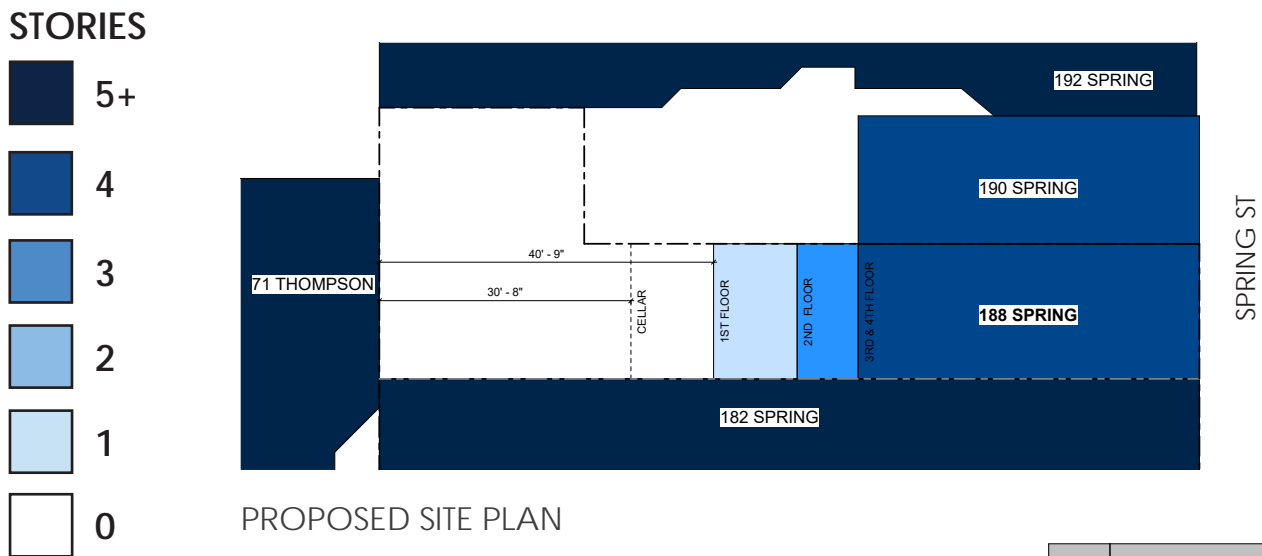 STORIES
5+
4
3
2
1
0
192 SPRING
190 SPRING
SPRING ST
40' - 9"
71 THOMPSON
30' - 8"
CELLAR
1ST FLOOR
2ND FLOOR
3RD & 4TH FLOOR
188 SPRING
182 SPRING
PROPOSED SITE PLAN